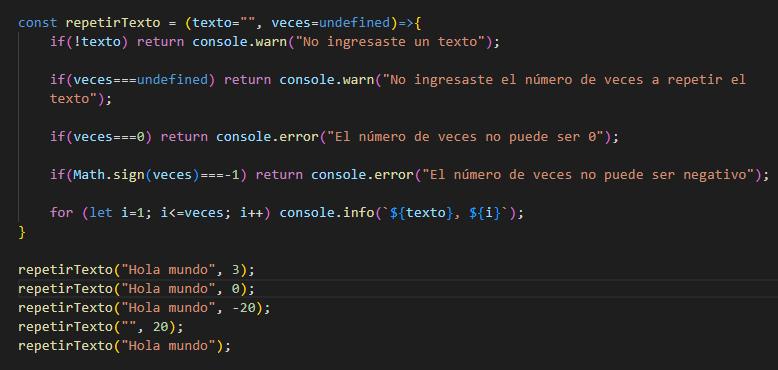 const repetirTexto = (texto="", veces=undefined)=>{
    if(!texto) return console.warn("No ingresaste un texto");

    if(veces===undefined) return console.warn("No ingresaste el número de veces a repetir el
    texto");

    if(veces===0) return console.error("El número de veces no puede ser 0");

    if(Math.sign(veces)===-1) return console.error("El número de veces no puede ser negativo");

    for (let i=1; i<=veces; i++) console.info(`${texto}, ${i}`);
}

repetirTexto("Hola mundo", 3);
repetirTexto("Hola mundo", 0);
repetirTexto("Hola mundo", -20);
repetirTexto("", 20);
repetirTexto("Hola mundo");